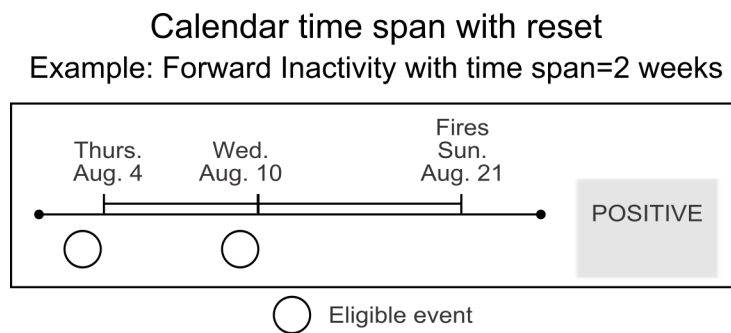 Calendar time span with reset
Example: Forward Inactivity with time span=2 weeks
Thurs.
Aug. 4
Wed.
Aug. 10
Fires
Sun.
Aug. 21
POSITIVE
Eligible event